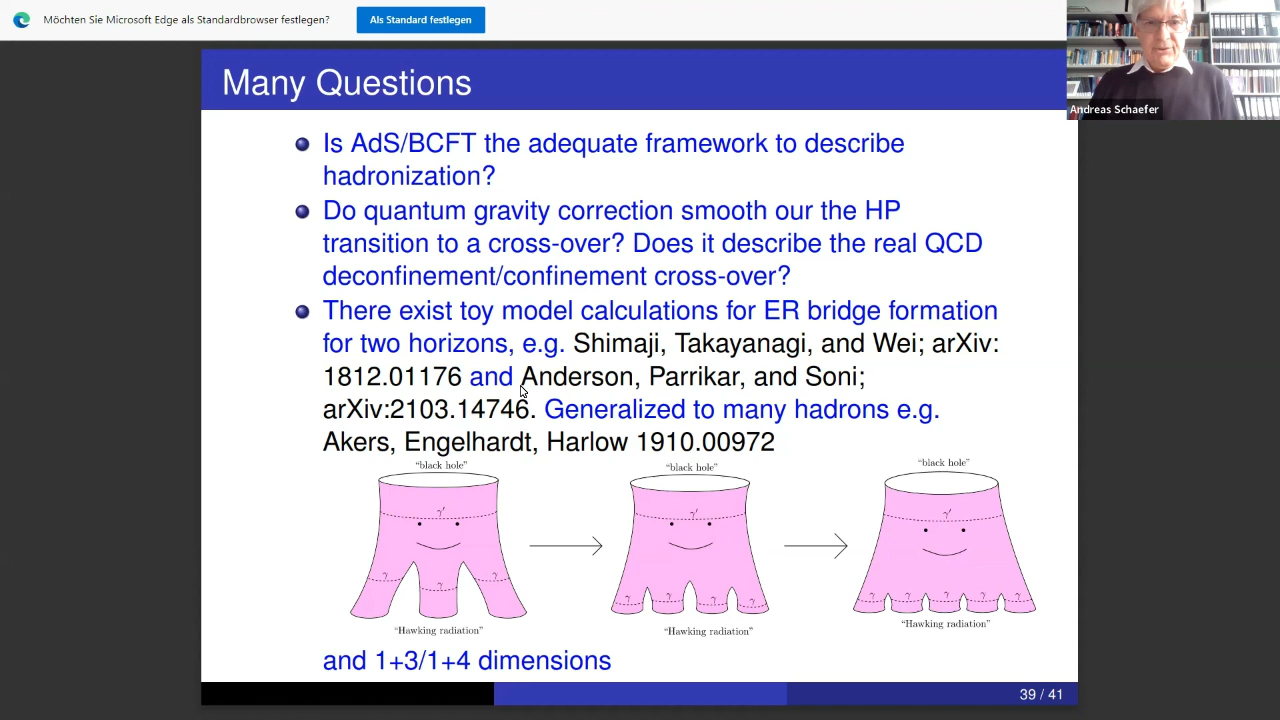 Möchten Sie Microsoft Edge als Standardbrowser festlegen?
Als Standard festlegen
Andreas Schaefer
Many Questions
Is AdS/BCFT the adequate framework to describe
hadronization?
Do quantum gravity correction smooth our the HP
transition to a cross-over? Does it describe the real QCD
deconfinement/confinement cross-over?
There exist toy model calculations for ER bridge formation
for two horizons, e.g. Shimaji, Takayanagi, and Wei; arXiv:
1812.01176 and Anderson, Parrikar, and Soni;
arXiv:2103.14746. Generalized to many hadrons e.g.
Akers, Engelhardt, Harlow 1910.00972
“black hole” “black hole” “black hole”
γ′ γ′ γ′
γ γ γ γ γ γ γ γ γ γ γ γ
“Hawking radiation” “Hawking radiation” “Hawking radiation”
and 1+3/1+4 dimensions
39 / 41